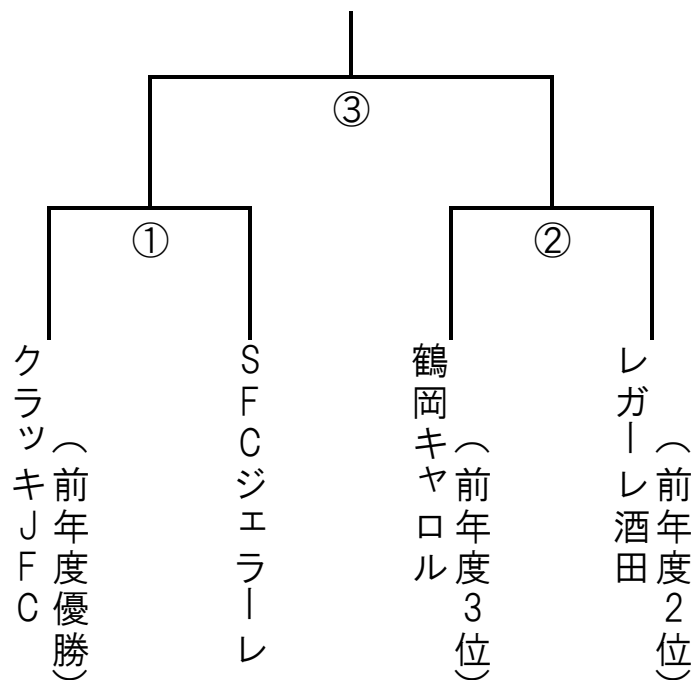 ③
①
②
クラッキJFC
（前年度優勝）
SFCジェラーレ
鶴岡キャロル
（前年度3位）
レガーレ酒田
（前年度2位）